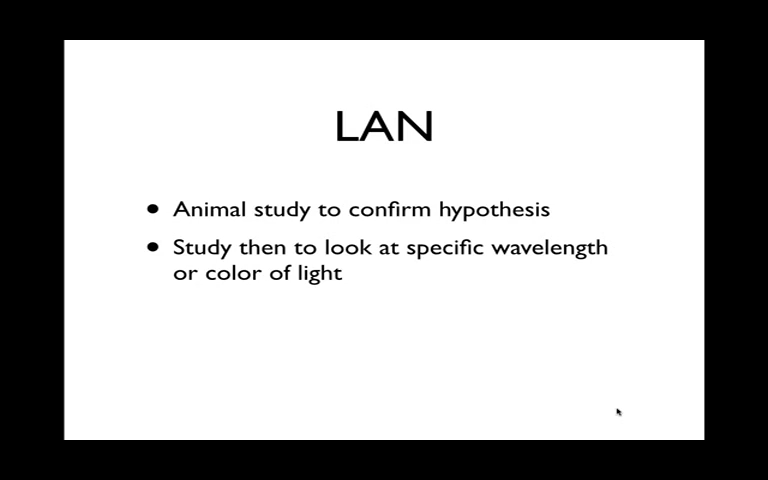 LAN
• Animal study to confirm hypothesis
• Study then to look at specific wavelength
or color of light